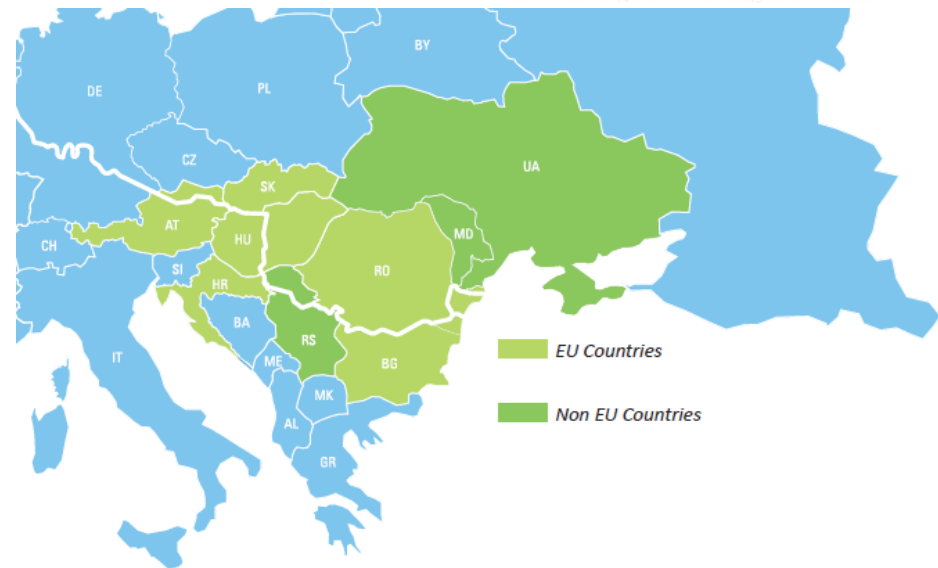 BY
DE
PL
CZ
UA
SK
AT
HU
MD
CH
SI
RO
HR
BA
RS
IT
ME
BG
MK
AL
GR
EU Countries
Non EU Countries